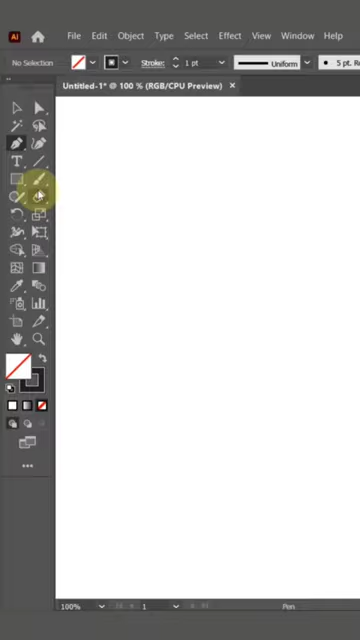 Ai File Edit Object Type Select Effect View Window Help
No Selection Stroke: 1 pt Uniform 5 pt. R
Untitled-1* @ 100 % (RGB/CPU Preview) ×
T
100% 1 Pen